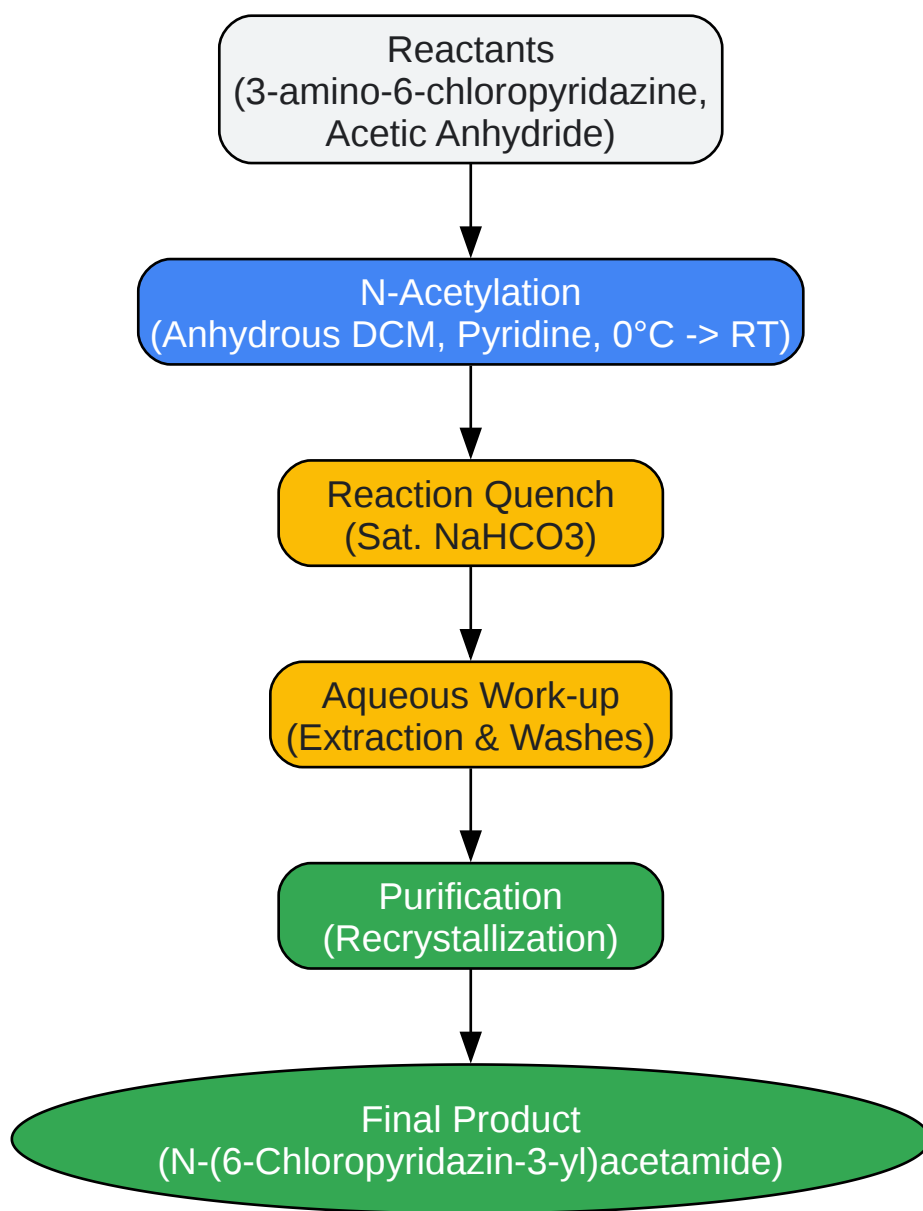 Reactants
(3-amino-6-chloropyridazine,
Acetic Anhydride)
N-Acetylation
(Anhydrous DCM, Pyridine, 0°C -> RT)
Reaction Quench
(Sat. NaHCO3)
Aqueous Work-up
(Extraction & Washes)
Purification
(Recrystallization)
Final Product
(N-(6-Chloropyridazin-3-yl)acetamide)